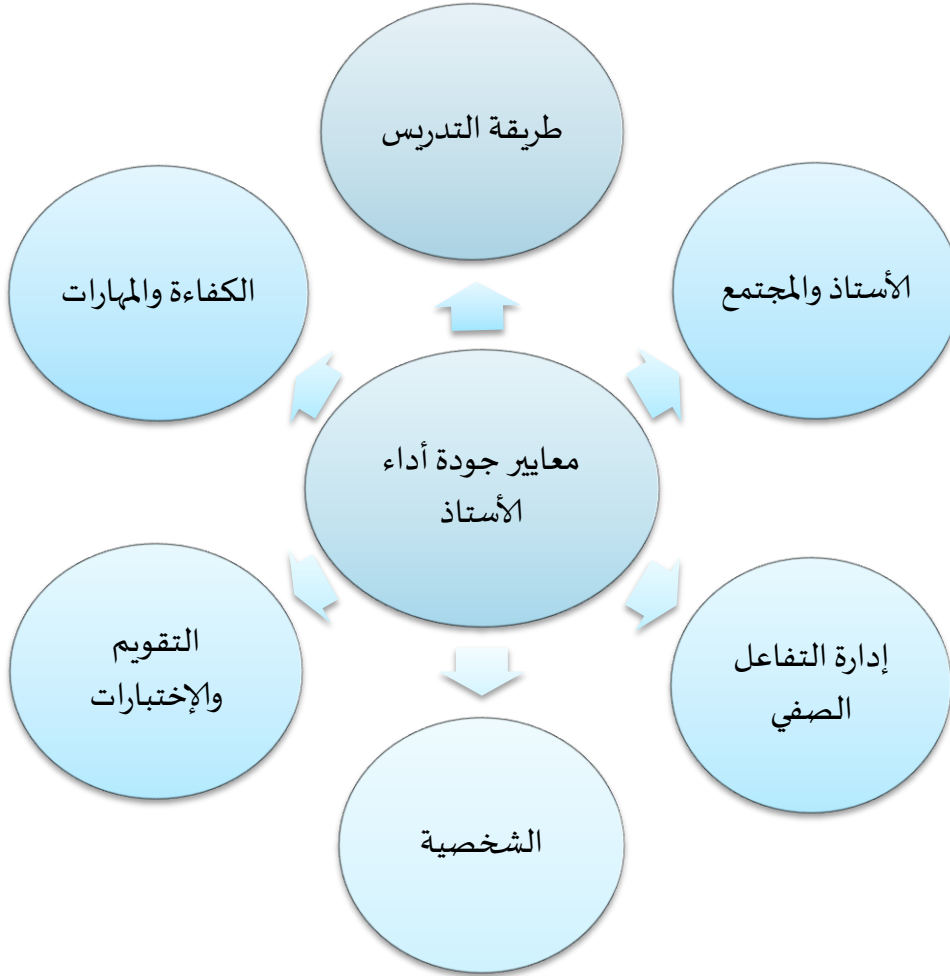 طريقة التدريس
الأستاذ والمجتمع
الكفاءة والمهارات
معايير جودة أداء
الأستاذ
إدارة التفاعل
الصفي
التقويم
والإختبارات
الشخصية